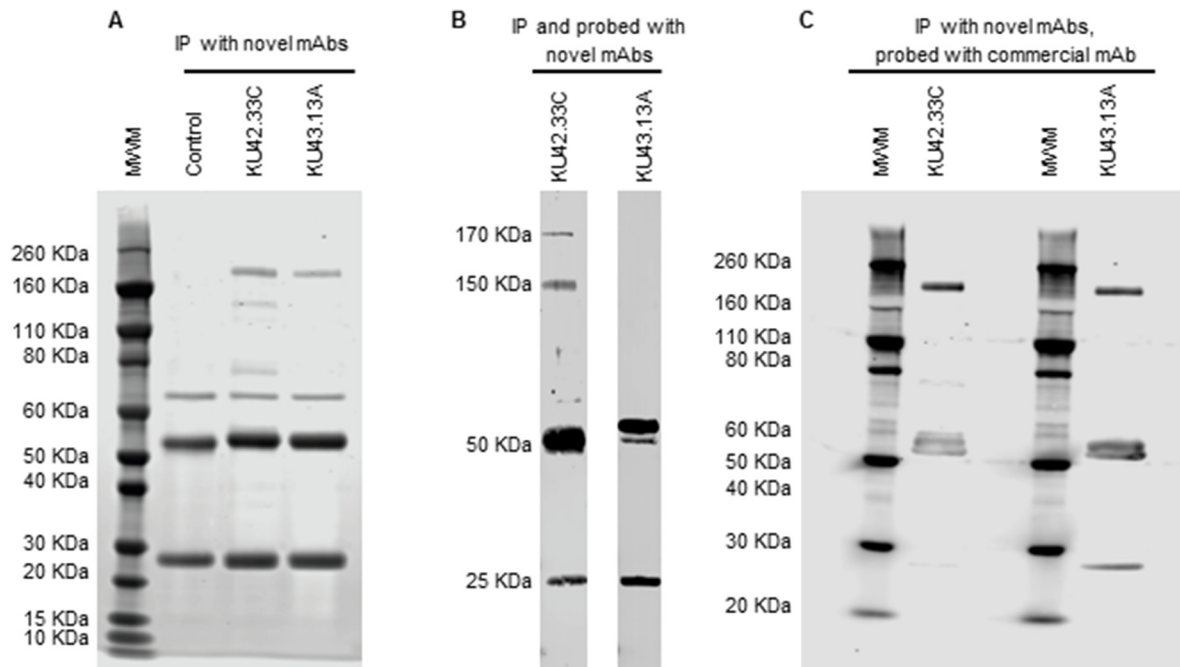 A
IP with novel mAbs
MWM
Control
KU42.33C
KU43.13A
260 KDa
160 KDa
110 KDa
80 KDa
60 KDa
50 KDa
40 KDa
30 KDa
20 KDa
15 KDa
10 KDa
B
IP and probed with
novel mAbs
KU42.33C
KU43.13A
170 KDa
150 KDa
50 KDa
25 KDa
C
IP with novel mAbs,
probed with commercial mAb
MWM
KU42.33C
MWM
KU43.13A
260 KDa
160 KDa
110 KDa
80 KDa
60 KDa
50 KDa
40 KDa
30 KDa
20 KDa